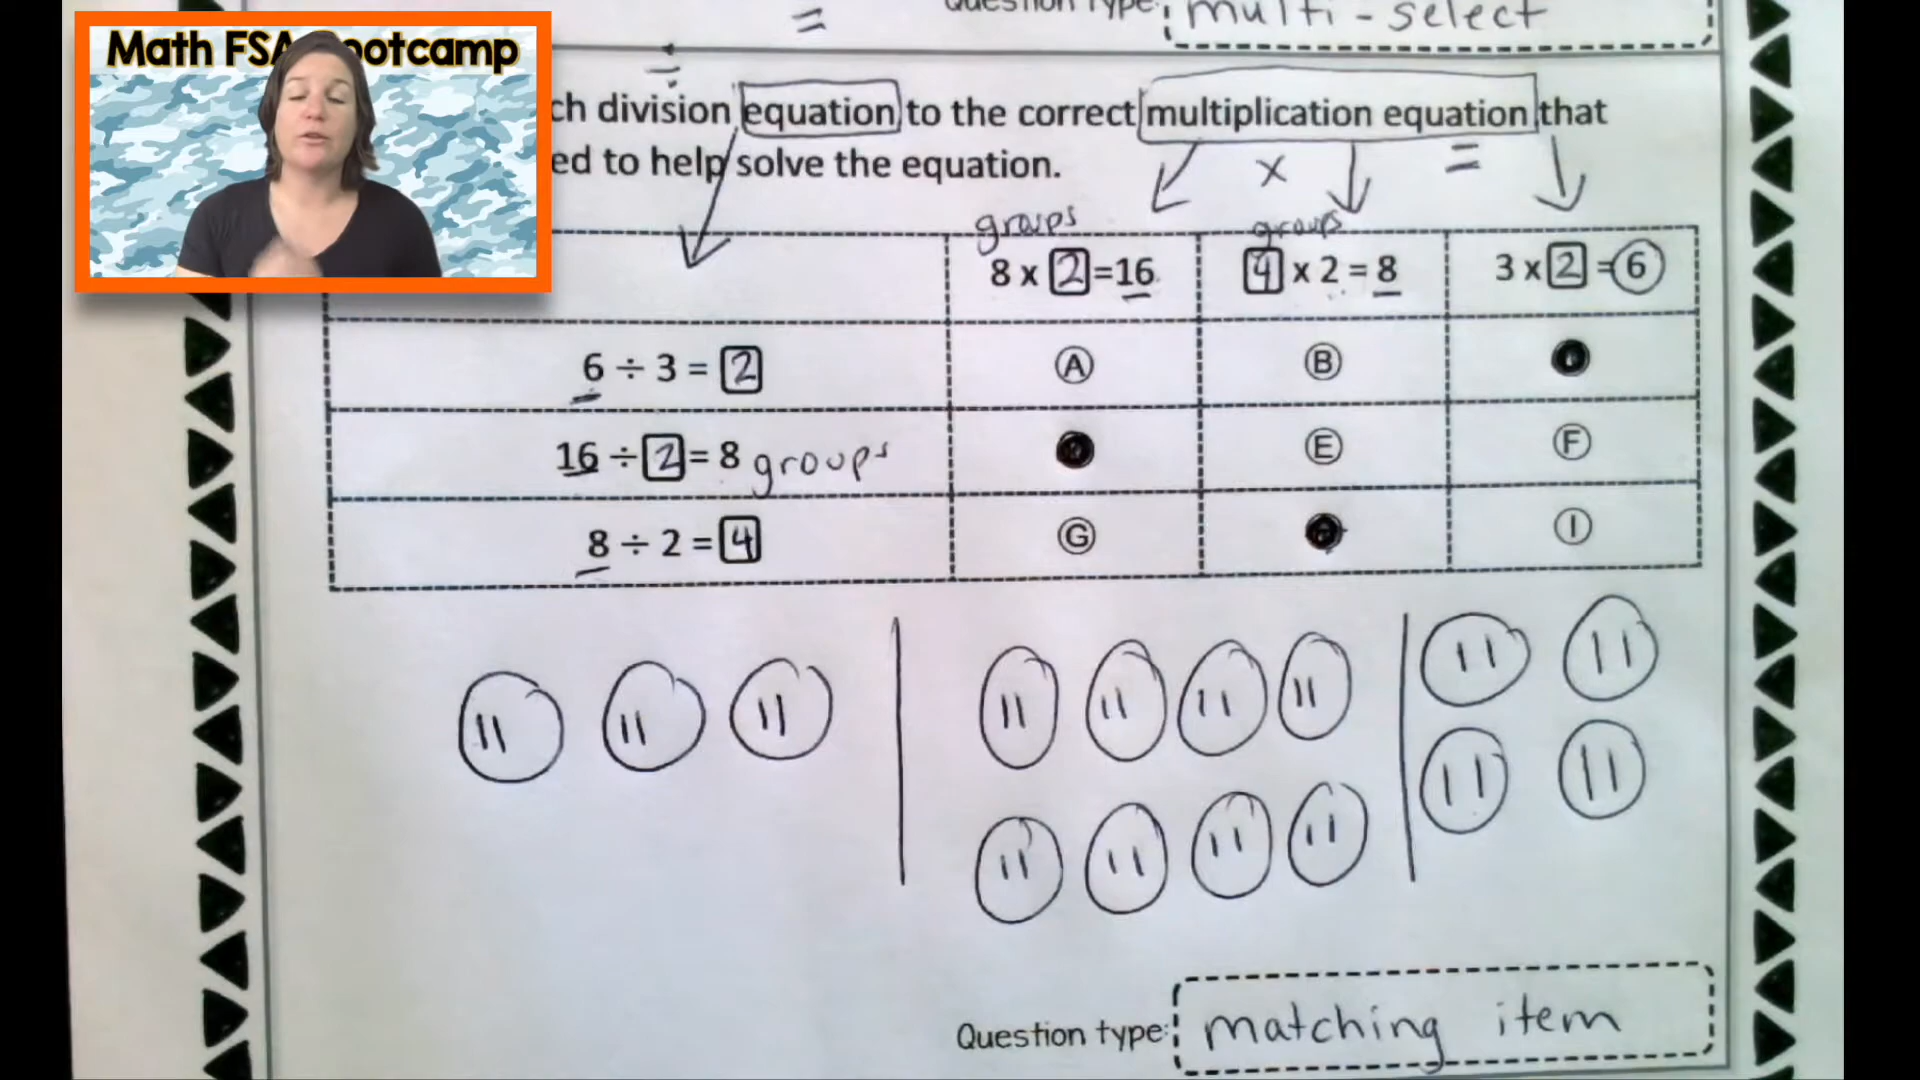 = Question Type: multi-select
Math FSA Bootcamp
÷
ch division equation to the correct multiplication equation that
ed to help solve the equation.
x =
groups groups
8 x 2 = 16 4 x 2 = 8 3 x 2 = 6
6 ÷ 3 = 2 A B
16 ÷ 2 = 8 groups E F
8 ÷ 2 = 4 G I
Question type: matching item